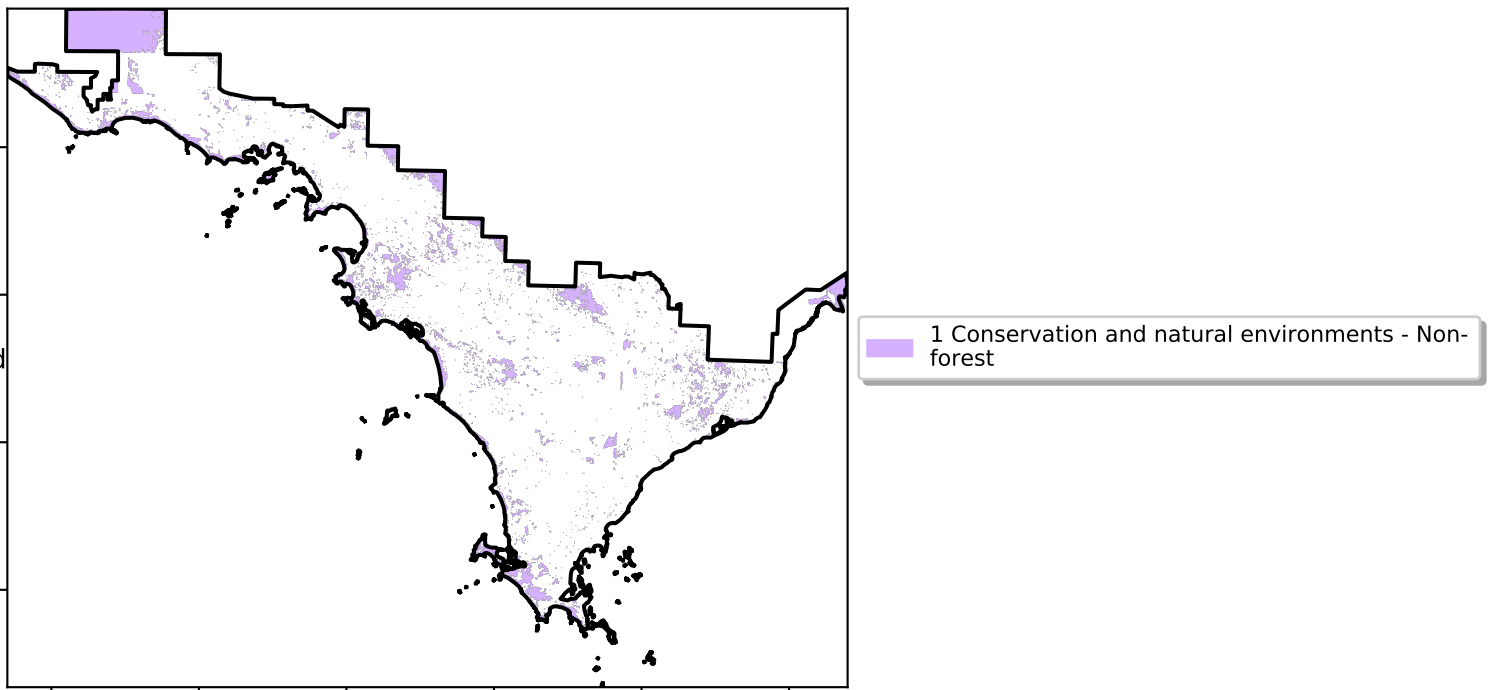 1 Conservation and natural environments - Non-
forest